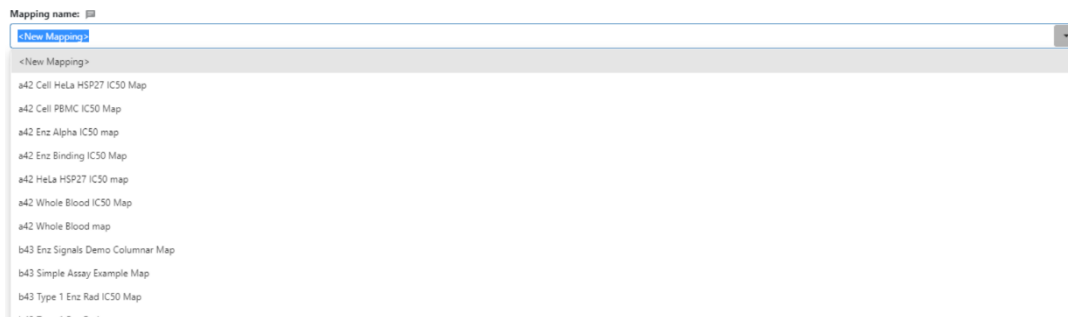 Mapping name:
<New Mapping>
<New Mapping>
a42 Cell HeLa HSP27 IC50 Map
a42 Cell PBMC IC50 Map
a42 Enz Alpha IC50 map
a42 Enz Binding IC50 Map
a42 HeLa HSP27 IC50 map
a42 Whole Blood IC50 Map
a42 Whole Blood map
b43 Enz Signals Demo Columnar Map
b43 Simple Assay Example Map
b43 Type 1 Enz Rad IC50 Map